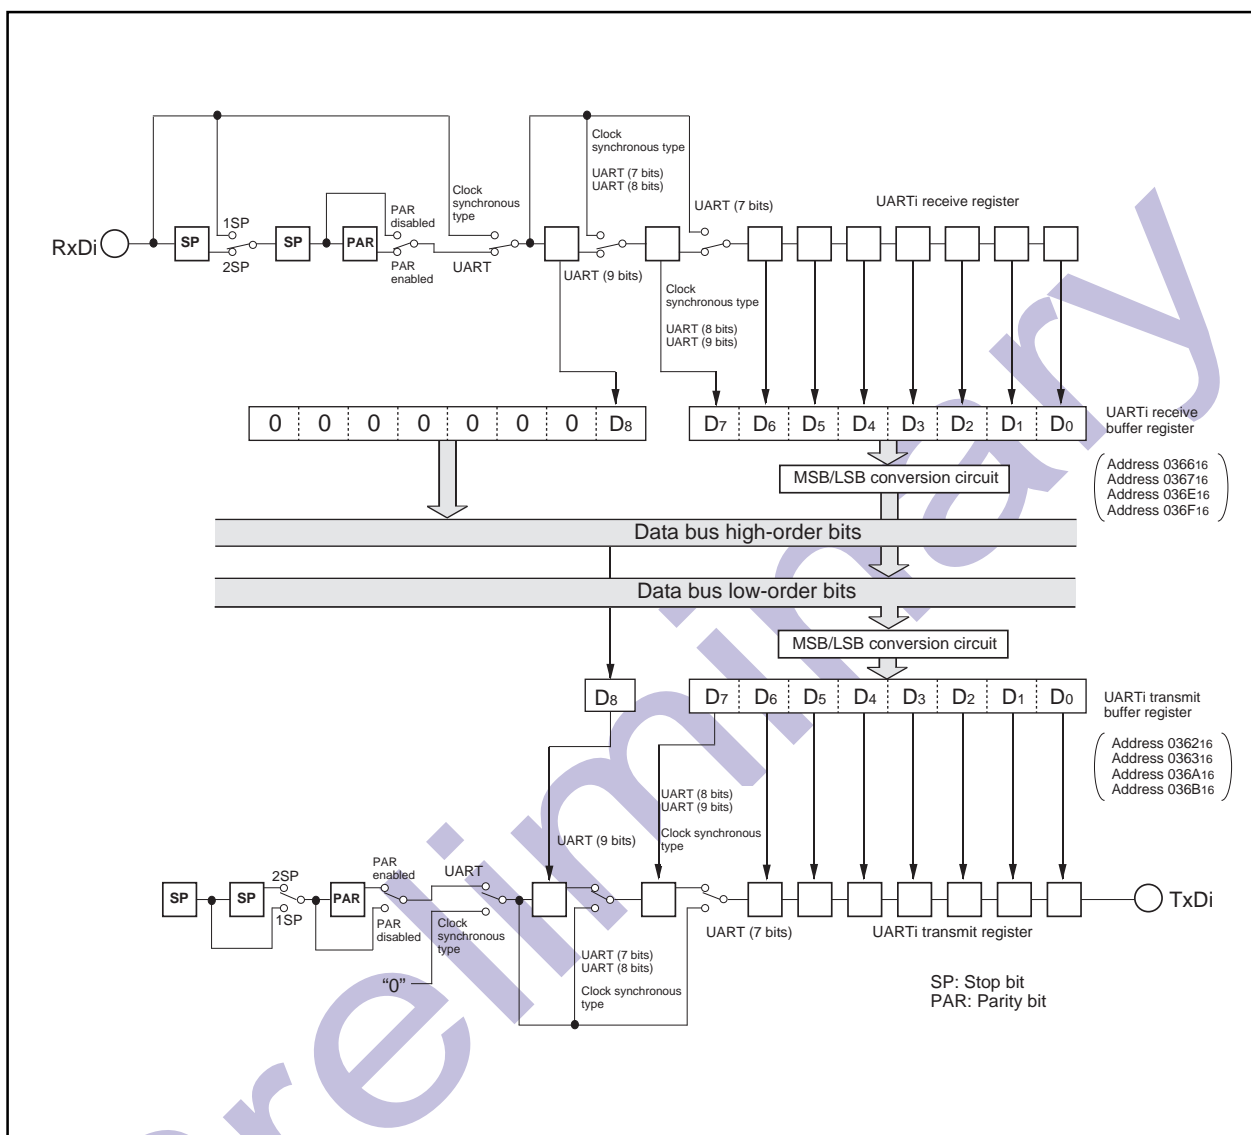 Clock
synchronous type
UART (7 bits)
UART (8 bits)
1SP
PAR
disabled
Clock
synchronous
type
UART (7 bits)
UARTi receive register
RxDi
SP
SP
PAR
2SP
PAR
enabled
UART
UART (9 bits)
Clock
synchronous type
UART (8 bits)
UART (9 bits)
0 0 0 0 0 0 0 D8
D7 D6 D5 D4 D3 D2 D1 D0
UARTi receive
buffer register
MSB/LSB conversion circuit
Address 036616
Address 036716
Address 036E16
Address 036F16
Data bus high-order bits
Data bus low-order bits
MSB/LSB conversion circuit
D8
D7 D6 D5 D4 D3 D2 D1 D0
UARTi transmit
buffer register
Address 036216
Address 036316
Address 036A16
Address 036B16
UART (8 bits)
UART (9 bits)
Clock synchronous
type
UART (9 bits)
PAR
enabled
2SP
UART
SP
SP
PAR
TxDi
1SP
PAR
disabled
Clock
synchronous
type
UART (7 bits)
UARTi transmit register
UART (7 bits)
UART (8 bits)
Clock synchronous
type
“0”
SP: Stop bit
PAR: Parity bit
Preliminary